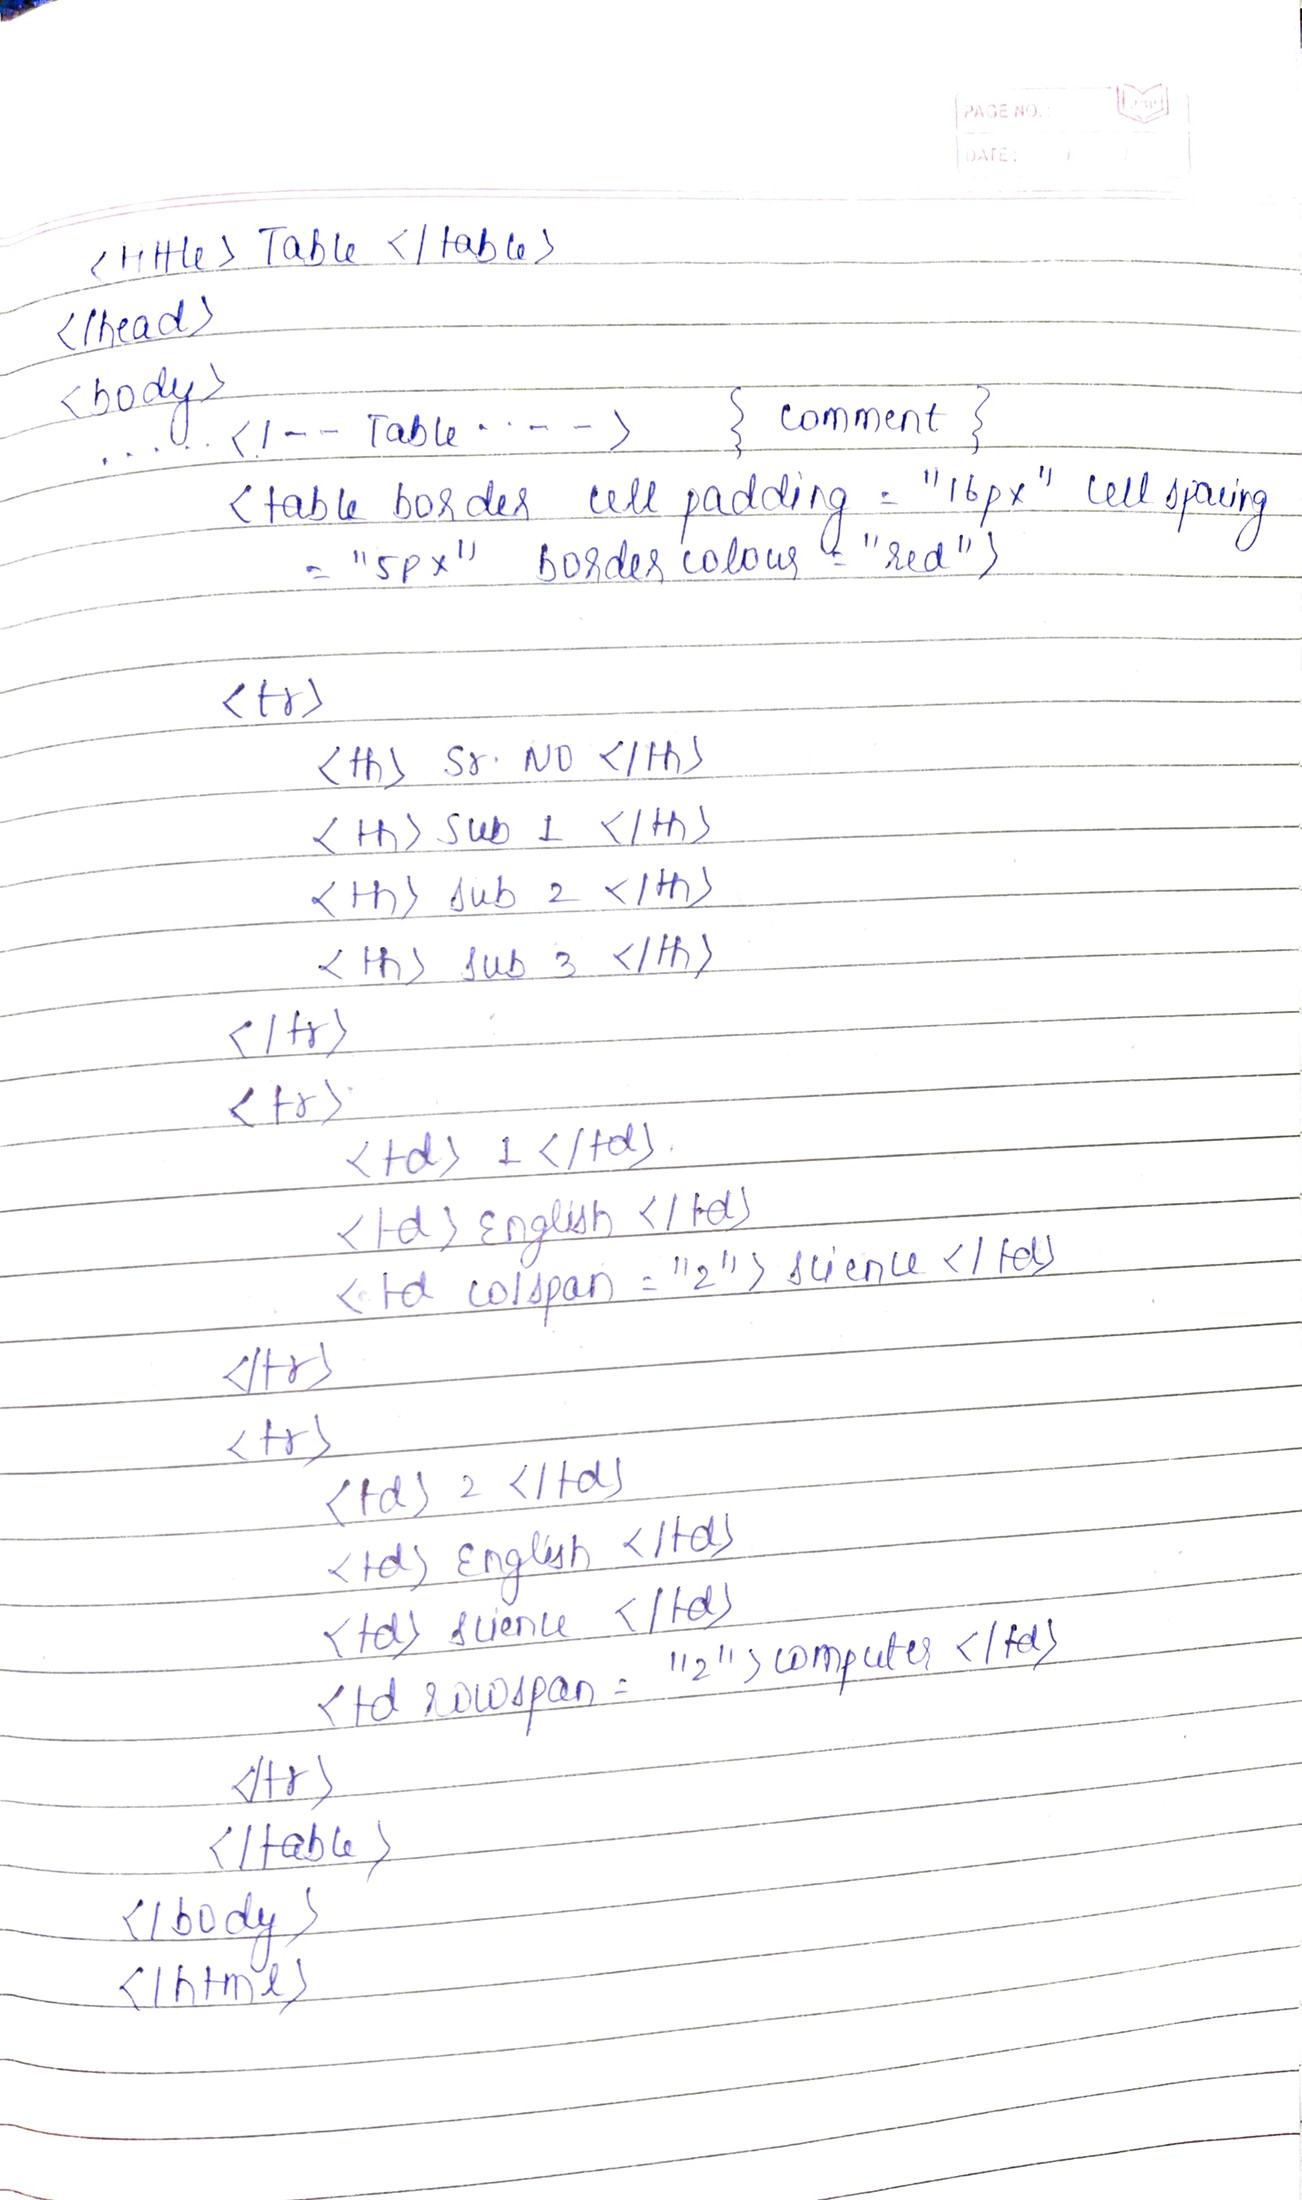 PAGE NO.:
DATE: / /
<tittle> Table </table>
</head>
<body>
...... <!-- Table ..---> { comment }
<table border cell padding = "16px" cell spacing
= "5px" border colour = "red">
<tr>
<th> Sr. NO </th>
<th> Sub 1 </th>
<th> sub 2 </th>
<th> sub 3 </th>
</tr>
<tr>
<td> 1 </td>
<td> English </td>
<td colspan = "2"> science </td>
</tr>
<tr>
<td> 2 </td>
<td> English </td>
<td> science </td>
<td rowspan = "2"> computer </td>
</tr>
</table>
</body>
</html>